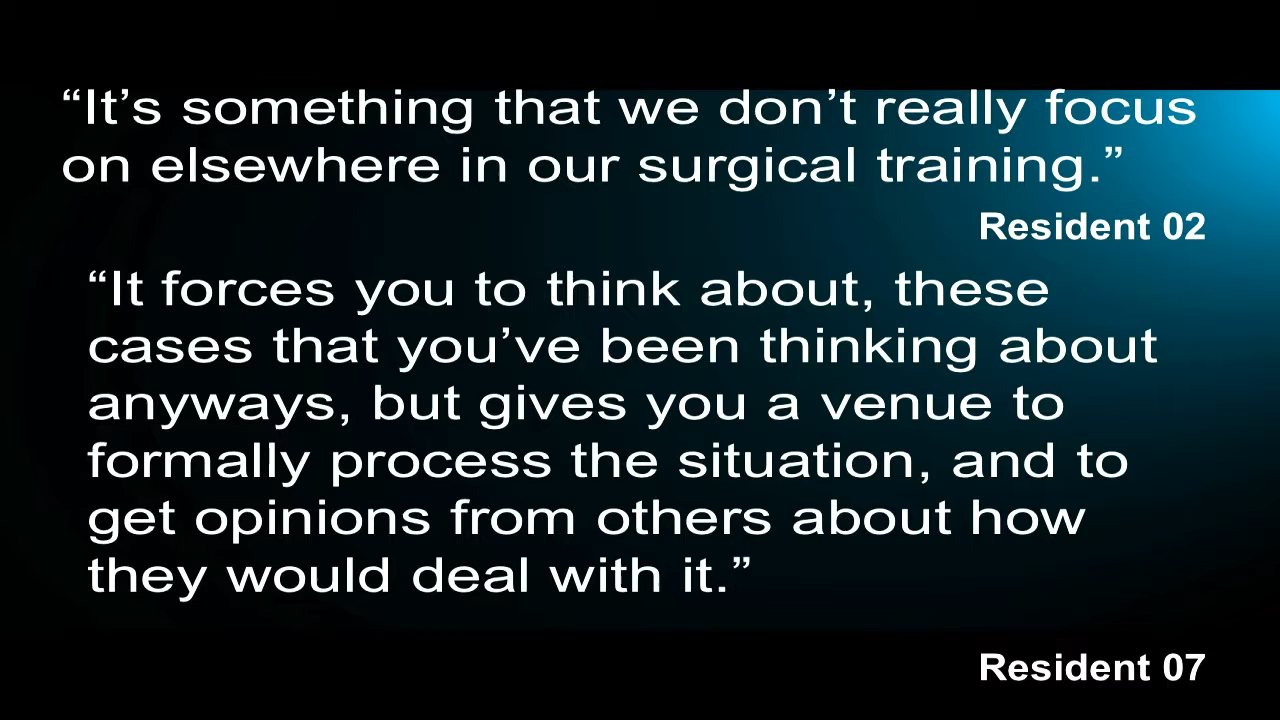 “It’s something that we don’t really focus
on elsewhere in our surgical training.”
Resident 02
“It forces you to think about, these
cases that you’ve been thinking about
anyways, but gives you a venue to
formally process the situation, and to
get opinions from others about how
they would deal with it.”
Resident 07